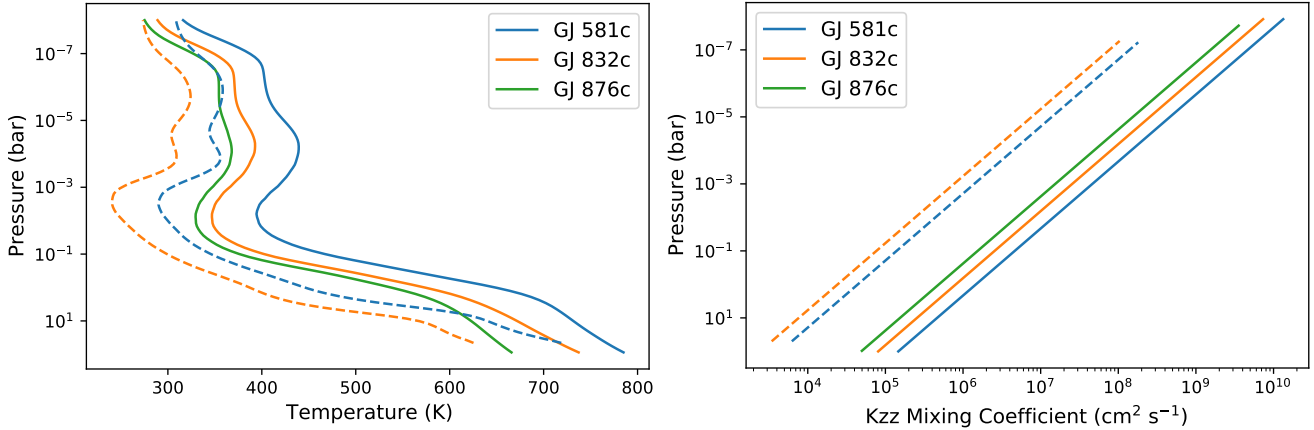 GJ 581c
GJ 832c
GJ 876c
10⁻⁷
10⁻⁵
10⁻³
10⁻¹
10¹
Pressure (bar)
300 400 500 600 700 800
Temperature (K)
GJ 581c
GJ 832c
GJ 876c
10⁻⁷
10⁻⁵
10⁻³
10⁻¹
10¹
Pressure (bar)
10⁴ 10⁵ 10⁶ 10⁷ 10⁸ 10⁹ 10¹⁰
Kzz Mixing Coefficient (cm² s⁻¹)